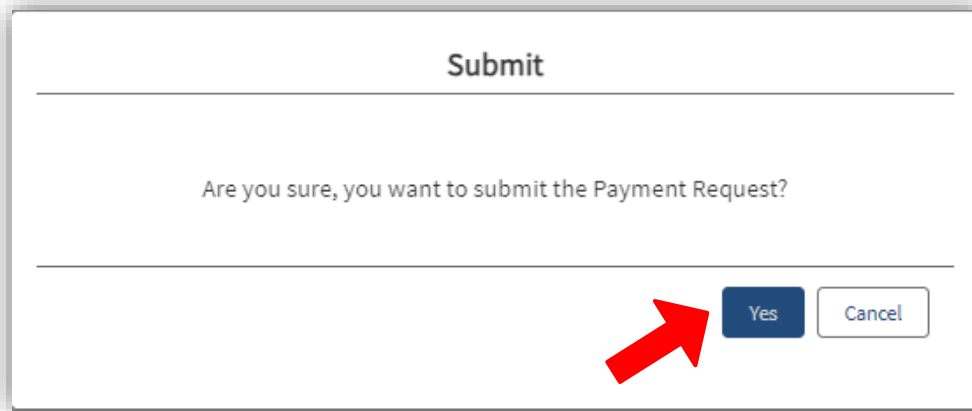 Submit
Are you sure, you want to submit the Payment Request?
Yes
Cancel